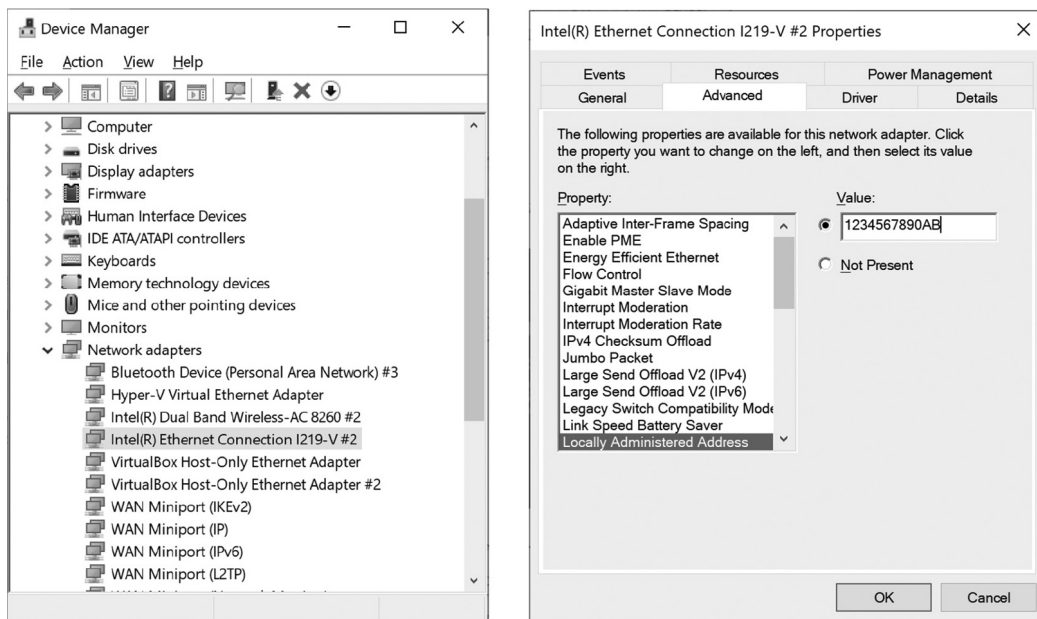 Device Manager
File Action View Help
Computer
Disk drives
Display adapters
Firmware
Human Interface Devices
IDE ATA/ATAPI controllers
Keyboards
Memory technology devices
Mice and other pointing devices
Monitors
Network adapters
Bluetooth Device (Personal Area Network) #3
Hyper-V Virtual Ethernet Adapter
Intel(R) Dual Band Wireless-AC 8260 #2
Intel(R) Ethernet Connection I219-V #2
VirtualBox Host-Only Ethernet Adapter
VirtualBox Host-Only Ethernet Adapter #2
WAN Miniport (IKEv2)
WAN Miniport (IP)
WAN Miniport (IPv6)
WAN Miniport (L2TP)
Intel(R) Ethernet Connection I219-V #2 Properties
Events Resources Power Management
General Advanced Driver Details
The following properties are available for this network adapter. Click
the property you want to change on the left, and then select its value
on the right.
Property:
Adaptive Inter-Frame Spacing
Enable PME
Energy Efficient Ethernet
Flow Control
Gigabit Master Slave Mode
Interrupt Moderation
Interrupt Moderation Rate
IPv4 Checksum Offload
Jumbo Packet
Large Send Offload V2 (IPv4)
Large Send Offload V2 (IPv6)
Legacy Switch Compatibility Mode
Link Speed Battery Saver
Locally Administered Address
Value:
1234567890AB
Not Present
OK Cancel